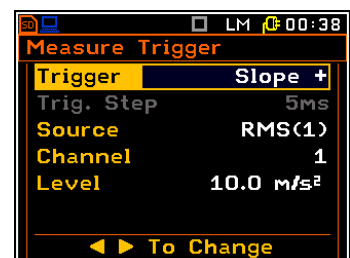 SD LM 00:38
Measure Trigger
Trigger Slope +
Trig. Step 5ms
Source RMS(1)
Channel 1
Level 10.0 m/s²
To Change